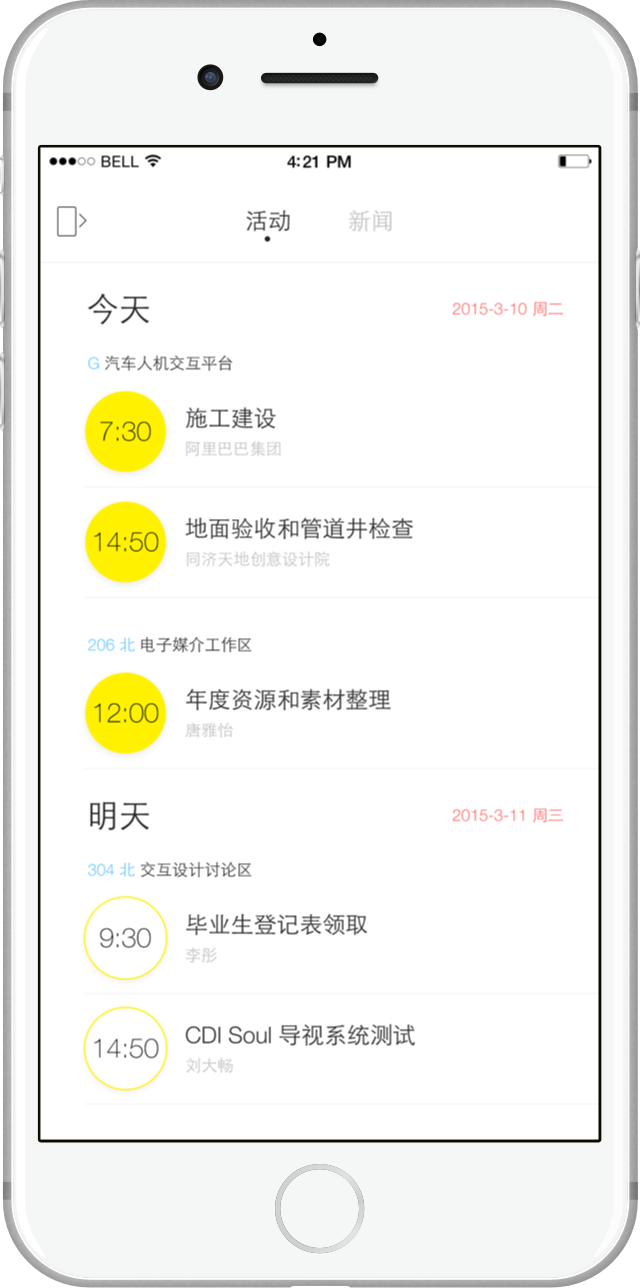 BELL
4:21 PM
活动 新闻
今天 2015-3-10 周二
G 汽车人机交互平台
7:30 施工建设
阿里巴巴集团
14:50 地面验收和管道井检查
同济天地创意设计院
206 北 电子媒介工作区
12:00 年度资源和素材整理
唐雅怡
明天 2015-3-11 周三
304 北 交互设计讨论区
9:30 毕业生登记表领取
李彤
14:50 CDI Soul 导视系统测试
刘大畅